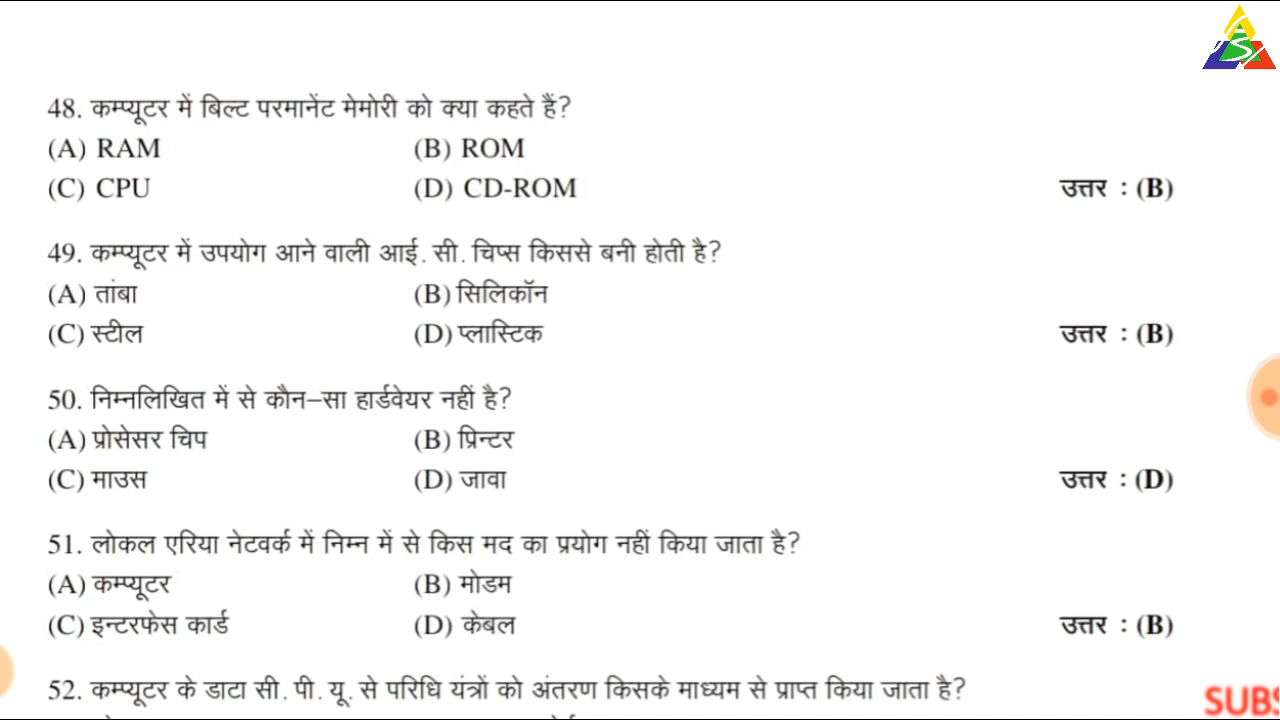 48. कम्प्यूटर में बिल्ट परमानेंट मेमोरी को क्या कहते हैं?
(A) RAM (B) ROM
(C) CPU (D) CD-ROM उत्तर : (B)
49. कम्प्यूटर में उपयोग आने वाली आई. सी. चिप्स किससे बनी होती है?
(A) तांबा (B) सिलिकॉन
(C) स्टील (D) प्लास्टिक उत्तर : (B)
50. निम्नलिखित में से कौन–सा हार्डवेयर नहीं है?
(A) प्रोसेसर चिप (B) प्रिन्टर
(C) माउस (D) जावा उत्तर : (D)
51. लोकल एरिया नेटवर्क में निम्न में से किस मद का प्रयोग नहीं किया जाता है?
(A) कम्प्यूटर (B) मोडम
(C) इन्टरफेस कार्ड (D) केबल उत्तर : (B)
52. कम्प्यूटर के डाटा सी. पी. यू. से परिधि यंत्रों को अंतरण किसके माध्यम से प्राप्त किया जाता है?
SUBS